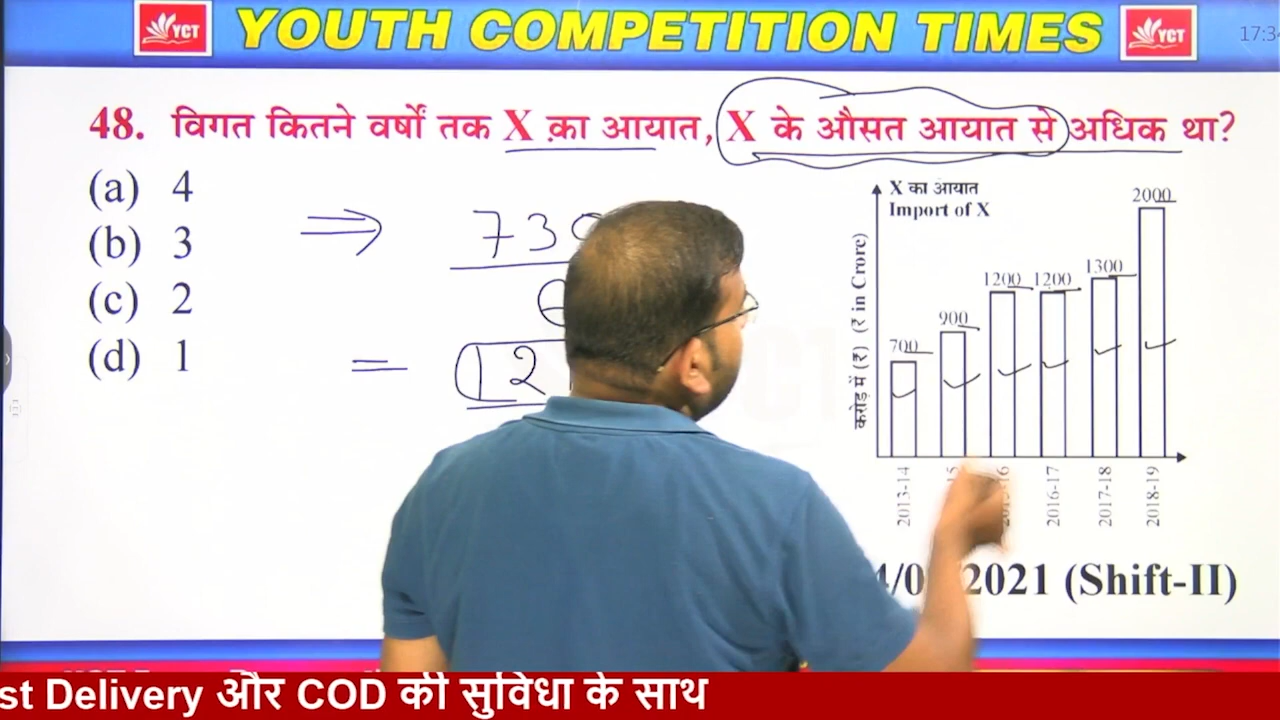 YCT YOUTH COMPETITION TIMES YCT
17:34
48. विगत कितने वर्षों तक X का आयात, X के औसत आयात से अधिक था?
(a) 4
(b) 3
(c) 2
(d) 1
⇒ 730
= 12
X का आयात
Import of X
करोड़ में (₹) (₹ in Crore)
700
900
1200
1200
1300
2000
2013-14
2016-17
2017-18
2018-19
2021 (Shift-II)
st Delivery और COD की सुविधा के साथ